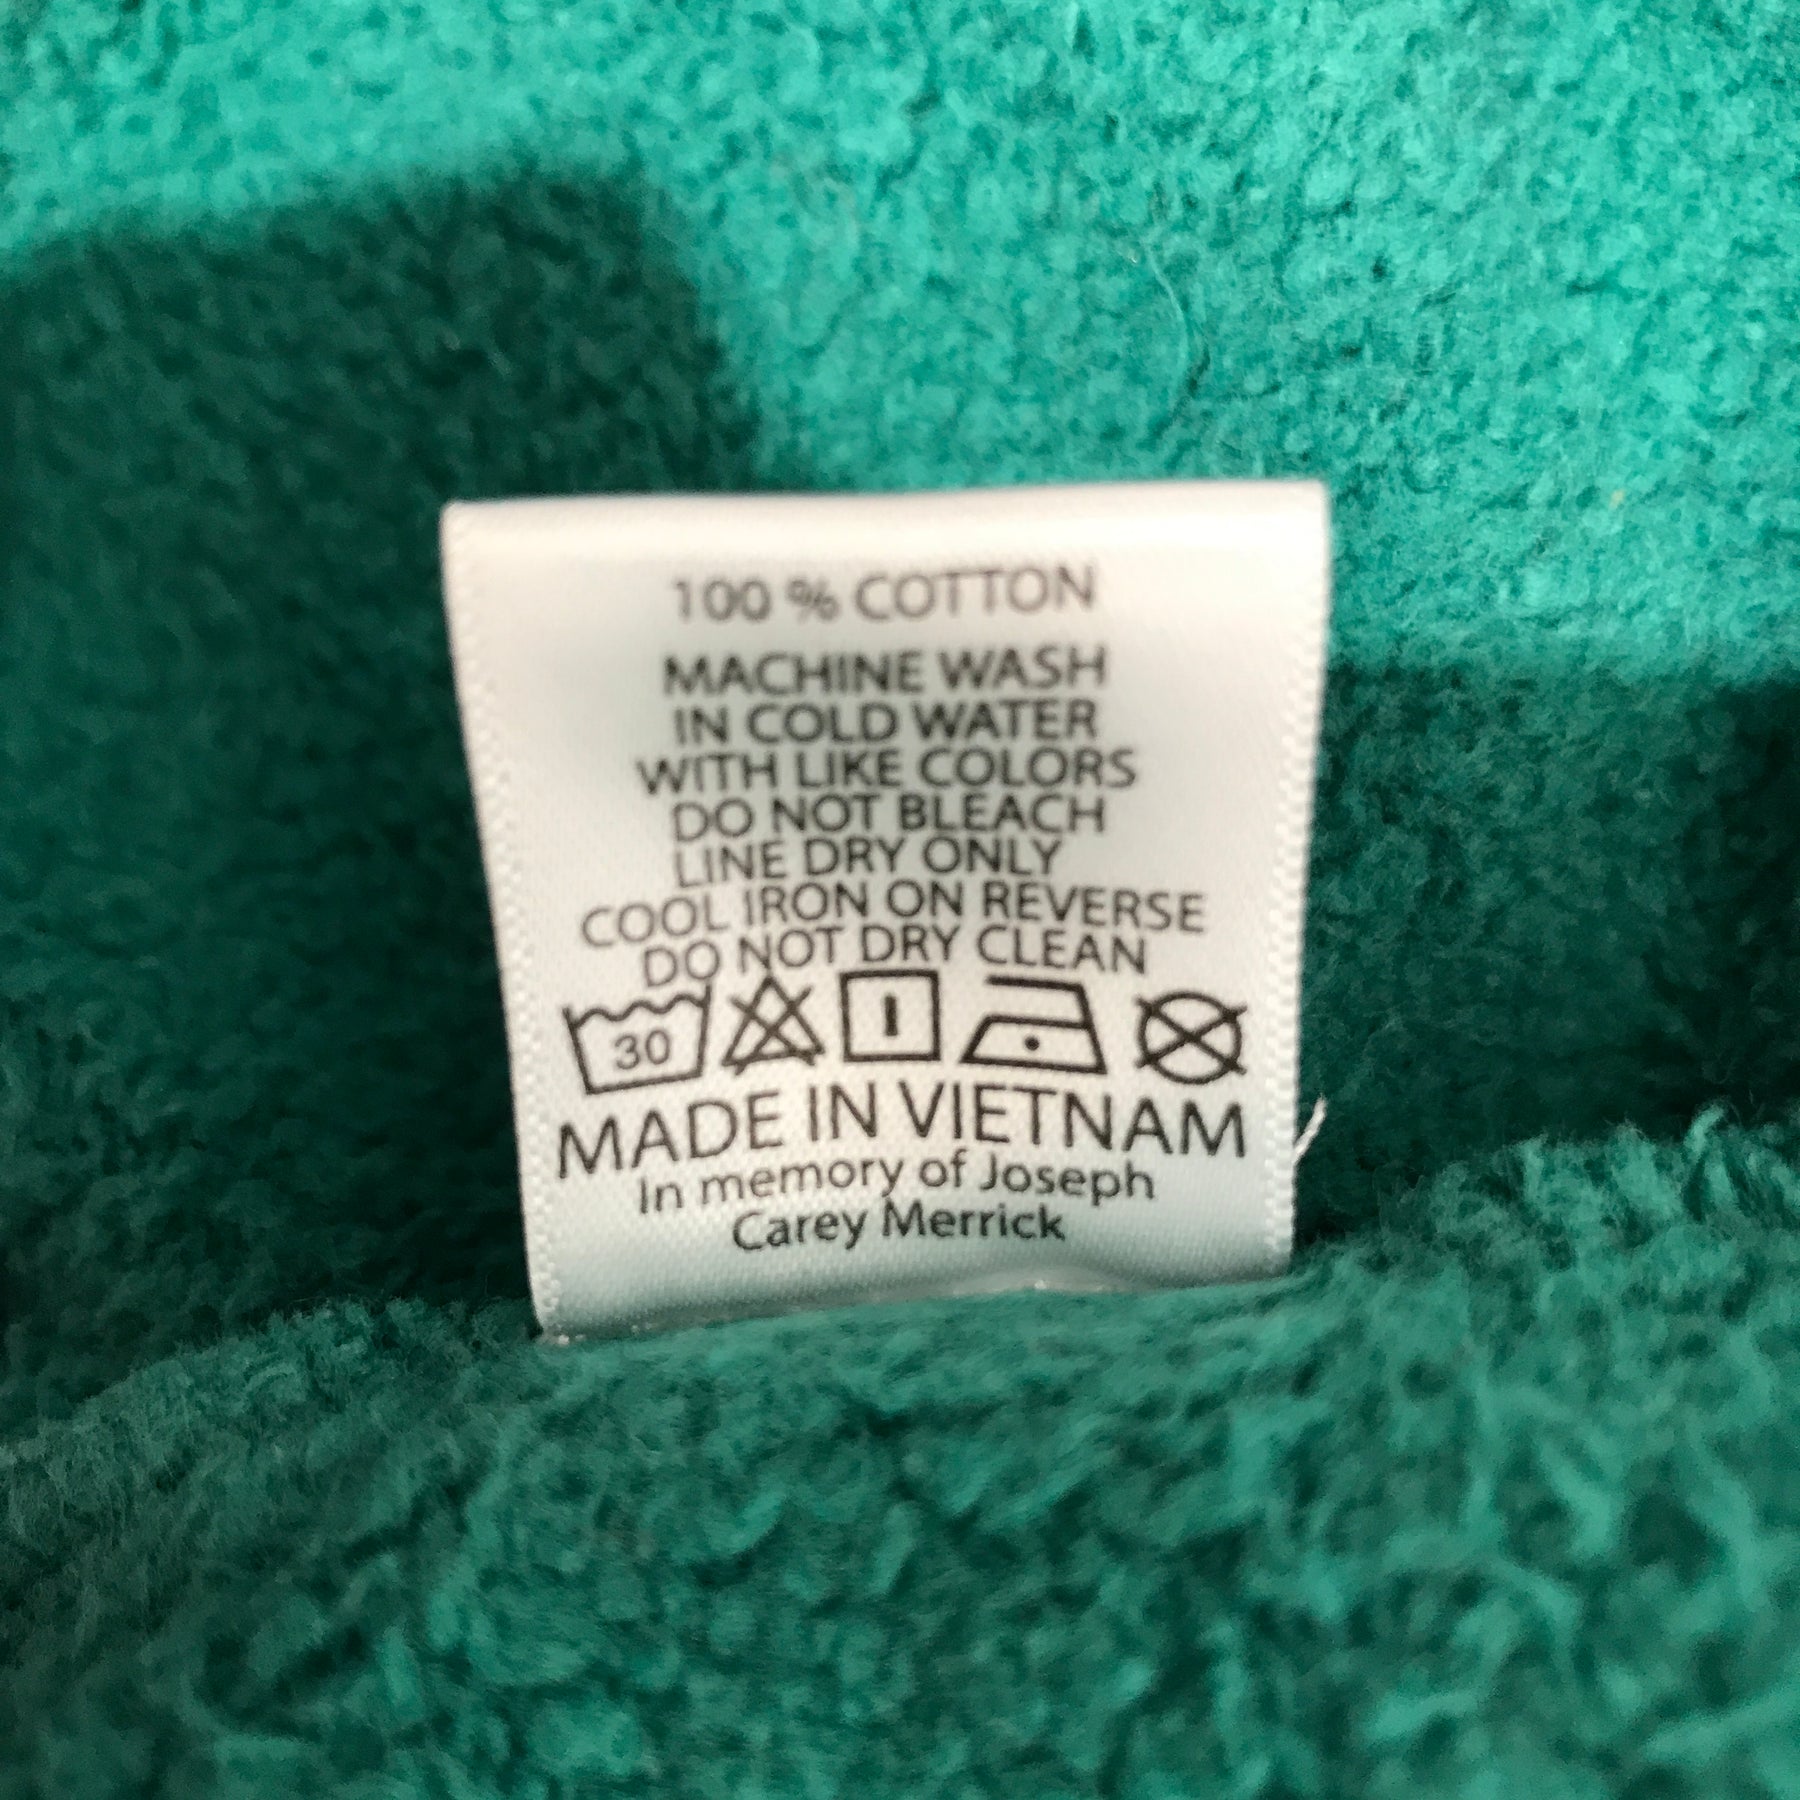 100 % COTTON
MACHINE WASH
IN COLD WATER
WITH LIKE COLORS
DO NOT BLEACH
LINE DRY ONLY
COOL IRON ON REVERSE
DO NOT DRY CLEAN
30
MADE IN VIETNAM
In memory of Joseph
Carey Merrick